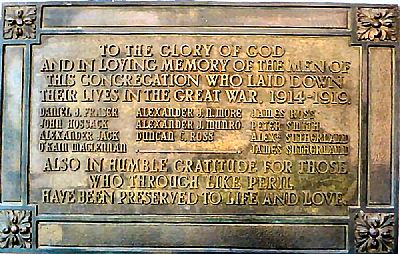 TO THE GLORY OF GOD
AND IN LOVING MEMORY OF THE MEN OF
THIS CONGREGATION WHO LAID DOWN
THEIR LIVES IN THE GREAT WAR, 1914-1919.
DANIEL J. FRASER ALEXANDER J. H. MORE JAMES ROSS
JOHN HOSSACK ALEXANDER J. MUNRO PETER SMITH
ALEXANDER JACK DUNCAN F. ROSS ALEXR SUTHERLAND
MACLENNAN JAMES SUTHERLAND
ALSO IN HUMBLE GRATITUDE FOR THOSE
WHO THROUGH LIKE PERIL
HAVE BEEN PRESERVED TO LIFE AND LOVE.